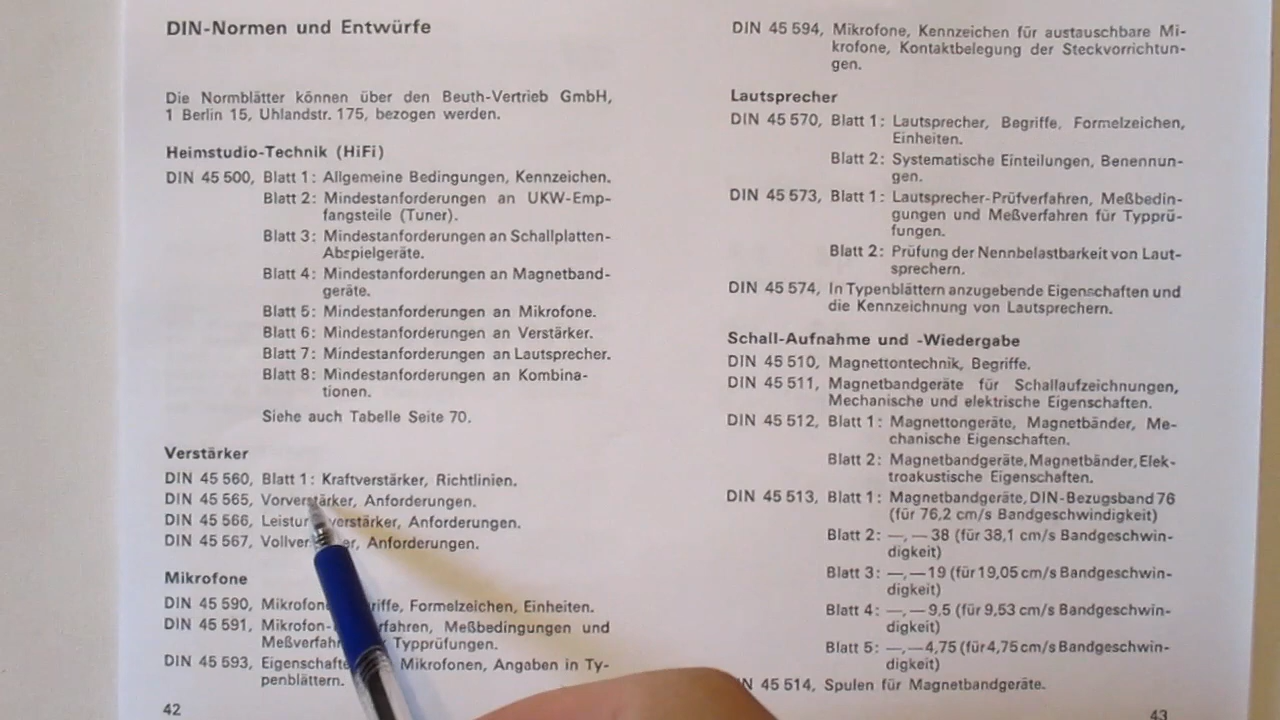 DIN-Normen und Entwürfe
Die Normblätter können über den Beuth-Vertrieb GmbH,
1 Berlin 15, Uhlandstr. 175, bezogen werden.
Heimstudio-Technik (HiFi)
DIN 45 500, Blatt 1: Allgemeine Bedingungen, Kennzeichen.
Blatt 2: Mindestanforderungen an UKW-Emp-
fangsteile (Tuner).
Blatt 3: Mindestanforderungen an Schallplatten-
Abspielgeräte.
Blatt 4: Mindestanforderungen an Magnetband-
geräte.
Blatt 5: Mindestanforderungen an Mikrofone.
Blatt 6: Mindestanforderungen an Verstärker.
Blatt 7: Mindestanforderungen an Lautsprecher.
Blatt 8: Mindestanforderungen an Kombina-
tionen.
Siehe auch Tabelle Seite 70.
Verstärker
DIN 45 560, Blatt 1: Kraftverstärker, Richtlinien.
DIN 45 565, Vorverstärker, Anforderungen.
DIN 45 566, Anforderungen.
DIN 45 567, Anforderungen.
Mikrofone
DIN 45 590, Formelzeichen, Einheiten.
DIN 45 591, Meßbedingungen und
Typprüfungen.
DIN 45 593, Mikrofonen, Angaben in Ty-
penblättern.
42
DIN 45 594, Mikrofone, Kennzeichen für austauschbare Mi-
krofone, Kontaktbelegung der Steckvorrichtun-
gen.
Lautsprecher
DIN 45 570, Blatt 1: Lautsprecher, Begriffe, Formelzeichen,
Einheiten.
Blatt 2: Systematische Einteilungen, Benennun-
gen.
DIN 45 573, Blatt 1: Lautsprecher-Prüfverfahren, Meßbedin-
gungen und Meßverfahren für Typprü-
fungen.
Blatt 2: Prüfung der Nennbelastbarkeit von Laut-
sprechern.
DIN 45 574, In Typenblättern anzugebende Eigenschaften und
die Kennzeichnung von Lautsprechern.
Schall-Aufnahme und -Wiedergabe
DIN 45 510, Magnettontechnik, Begriffe.
DIN 45 511, Magnetbandgeräte für Schallaufzeichnungen,
Mechanische und elektrische Eigenschaften.
DIN 45 512, Blatt 1: Magnettongeräte, Magnetbänder, Me-
chanische Eigenschaften.
Blatt 2: Magnetbandgeräte, Magnetbänder, Elek-
troakustische Eigenschaften.
DIN 45 513, Blatt 1: Magnetbandgeräte, DIN-Bezugsband 76
(für 76,2 cm/s Bandgeschwindigkeit)
Blatt 2: —,— 38 (für 38,1 cm/s Bandgeschwin-
digkeit)
Blatt 3: —,— 19 (für 19,05 cm/s Bandgeschwin-
digkeit)
Blatt 4: —,— 9,5 (für 9,53 cm/s Bandgeschwin-
digkeit)
Blatt 5: —,— 4,75 (für 4,75 cm/s Bandgeschwin-
digkeit)
45 514, Spulen für Magnetbandgeräte.
43